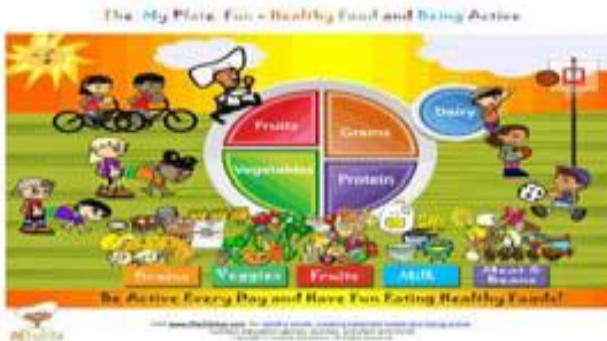 The My Plate Fun - Healthy Food and Being Active
Fruits
Grains
Dairy
Vegetables
Protein
Grains
Veggies
Fruits
Milk
Meat & Beans
Be Active Every Day and Have Fun Eating Healthy Foods!